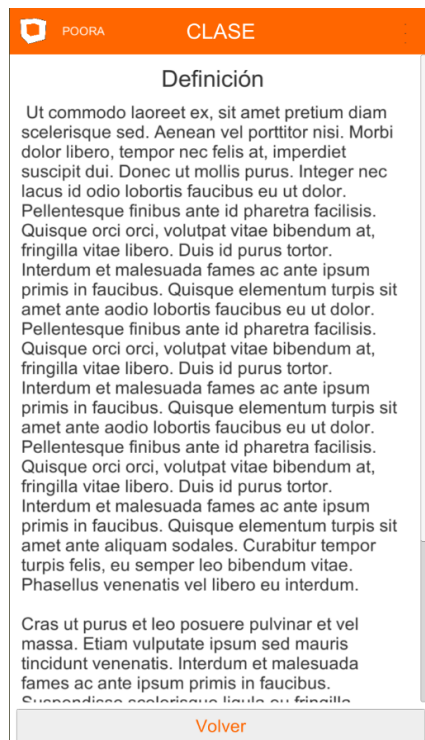 POORA
CLASE
Definición
Ut commodo laoreet ex, sit amet pretium diam
scelerisque sed. Aenean vel porttitor nisi. Morbi
dolor libero, tempor nec felis at, imperdiet
suscipit dui. Donec ut mollis purus. Integer nec
lacus id odio lobortis faucibus eu ut dolor.
Pellentesque finibus ante id pharetra facilisis.
Quisque orci orci, volutpat vitae bibendum at,
fringilla vitae libero. Duis id purus tortor.
Interdum et malesuada fames ac ante ipsum
primis in faucibus. Quisque elementum turpis sit
amet ante aodio lobortis faucibus eu ut dolor.
Pellentesque finibus ante id pharetra facilisis.
Quisque orci orci, volutpat vitae bibendum at,
fringilla vitae libero. Duis id purus tortor.
Interdum et malesuada fames ac ante ipsum
primis in faucibus. Quisque elementum turpis sit
amet ante aodio lobortis faucibus eu ut dolor.
Pellentesque finibus ante id pharetra facilisis.
Quisque orci orci, volutpat vitae bibendum at,
fringilla vitae libero. Duis id purus tortor.
Interdum et malesuada fames ac ante ipsum
primis in faucibus. Quisque elementum turpis sit
amet ante aliquam sodales. Curabitur tempor
turpis felis, eu semper leo bibendum vitae.
Phasellus venenatis vel libero eu interdum.
Cras ut purus et leo posuere pulvinar et vel
massa. Etiam vulputate ipsum sed mauris
tincidunt venenatis. Interdum et malesuada
fames ac ante ipsum primis in faucibus.
Suspendisse scelerisque ligula eu fringilla
Volver